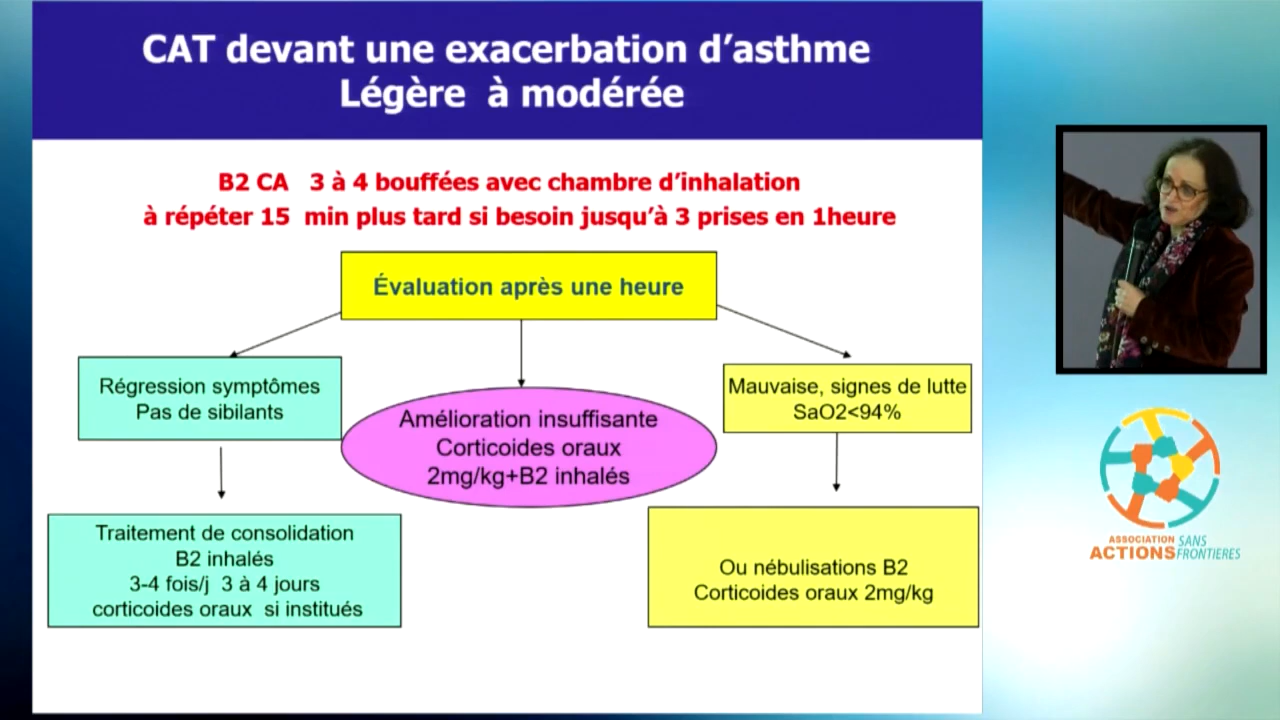 CAT devant une exacerbation d’asthme
Légère à modérée
B2 CA 3 à 4 bouffées avec chambre d’inhalation
à répéter 15 min plus tard si besoin jusqu’à 3 prises en 1heure
Évaluation après une heure
Régression symptômes
Pas de sibilants
Amélioration insuffisante
Corticoides oraux
2mg/kg+B2 inhalés
Mauvaise, signes de lutte
SaO2<94%
Traitement de consolidation
B2 inhalés
3-4 fois/j 3 à 4 jours
corticoides oraux si institués
Ou nébulisations B2
Corticoides oraux 2mg/kg
ASSOCIATION SANS
ACTIONS FRONTIERES